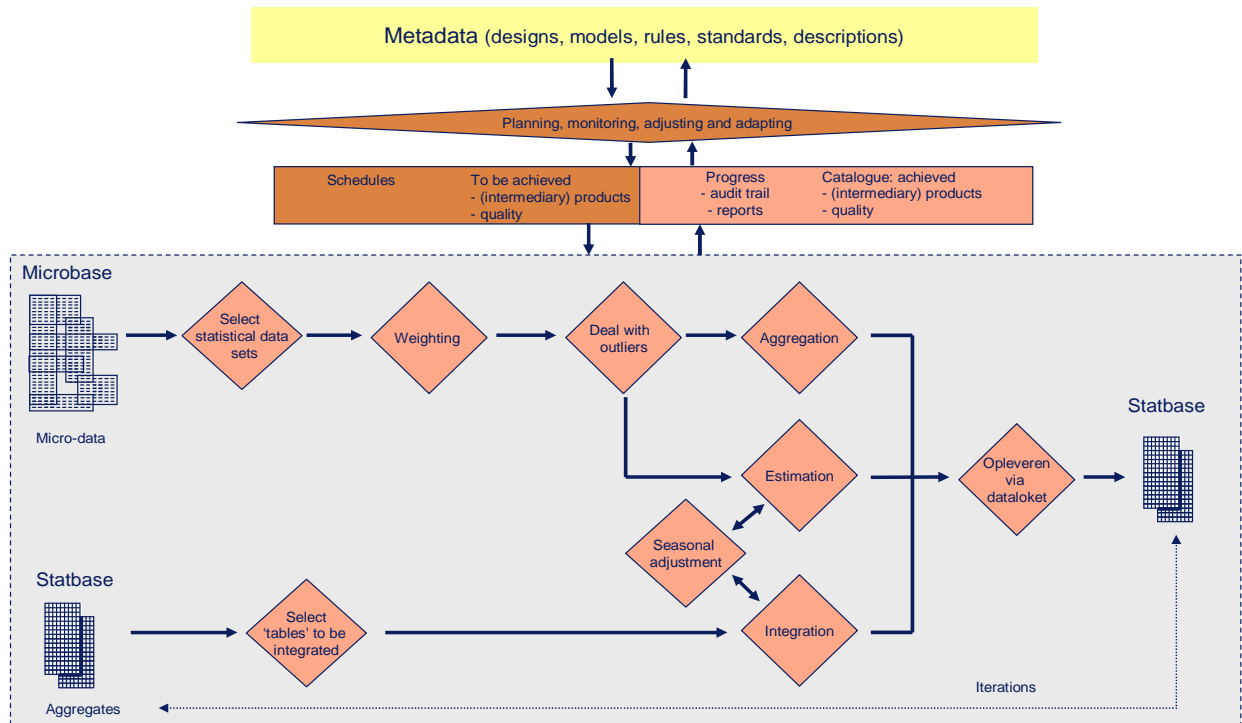 Metadata (designs, models, rules, standards, descriptions)
Planning, monitoring, adjusting and adapting
Schedules
To be achieved
- (intermediary) products
- quality
Progress
- audit trail
- reports
Catalogue: achieved
- (intermediary) products
- quality
Microbase
Select
statistical data
sets
Weighting
Deal with
outliers
Aggregation
Micro-data
Statbase
Estimation
Opleveren
via
dataloket
Seasonal
adjustment
Statbase
Select
‘tables’ to be
integrated
Integration
Iterations
Aggregates